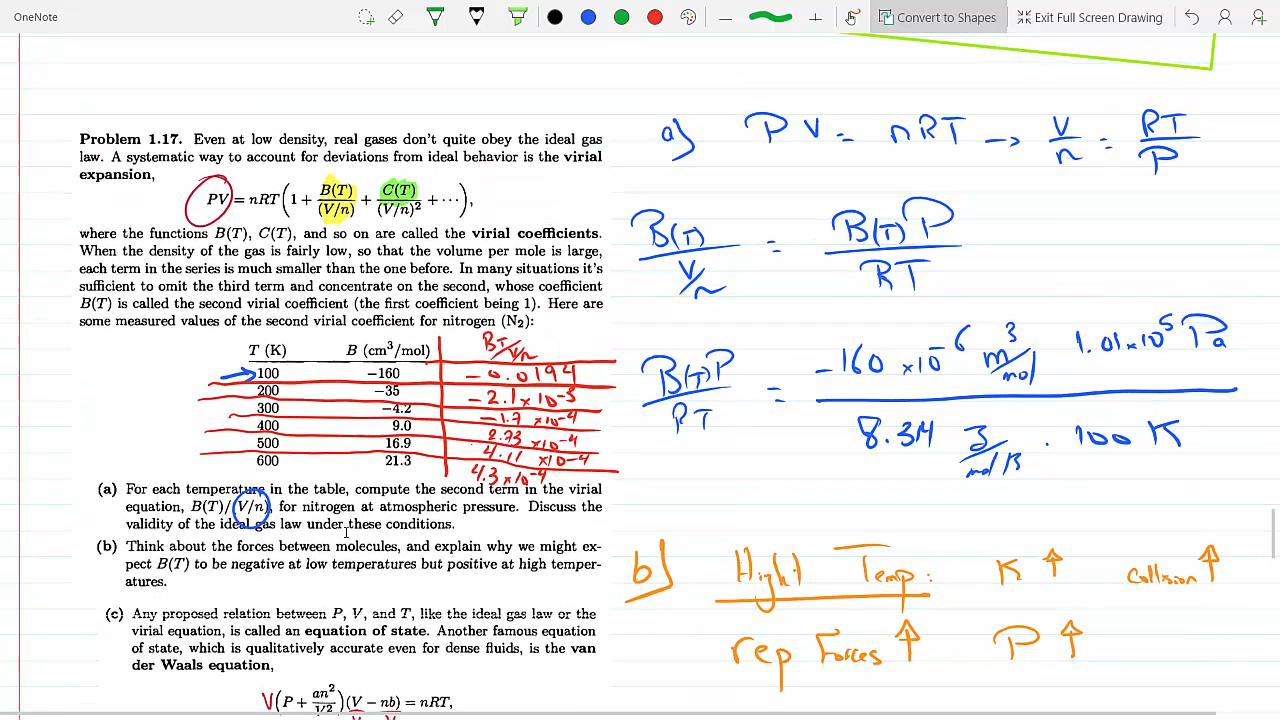 OneNote
Convert to Shapes
Exit Full Screen Drawing
Problem 1.17. Even at low density, real gases don't quite obey the ideal gas
law. A systematic way to account for deviations from ideal behavior is the virial
expansion,
PV = nRT(1 + B(T)/(V/n) + C(T)/(V/n)² + ···),
where the functions B(T), C(T), and so on are called the virial coefficients.
When the density of the gas is fairly low, so that the volume per mole is large,
each term in the series is much smaller than the one before. In many situations it's
sufficient to omit the third term and concentrate on the second, whose coefficient
B(T) is called the second virial coefficient (the first coefficient being 1). Here are
some measured values of the second virial coefficient for nitrogen (N₂):
T (K) B (cm³/mol) BT/V/n
100 −160 −0.0194
200 −35 −2.1×10⁻³
300 −4.2 −1.7×10⁻⁴
400 9.0 2.73×10⁻⁴
500 16.9 4.11×10⁻⁴
600 21.3 4.3×10⁻⁴
(a) For each temperature in the table, compute the second term in the virial
equation, B(T)/(V/n), for nitrogen at atmospheric pressure. Discuss the
validity of the ideal gas law under these conditions.
(b) Think about the forces between molecules, and explain why we might ex-
pect B(T) to be negative at low temperatures but positive at high temper-
atures.
(c) Any proposed relation between P, V, and T, like the ideal gas law or the
virial equation, is called an equation of state. Another famous equation
of state, which is qualitatively accurate even for dense fluids, is the van
der Waals equation,
V(P + an²/V²)(V − nb) = nRT,
a) PV = nRT → V/n = RT/P
B(T)/V/n = B(T)P/RT
B(T)P/RT = −160×10⁻⁶ m³/mol 1.01×10⁵ Pa / 8.314 J/mol K · 100 K
b) Hight Temp: K ↑ collision ↑
rep Forces ↑ P ↑